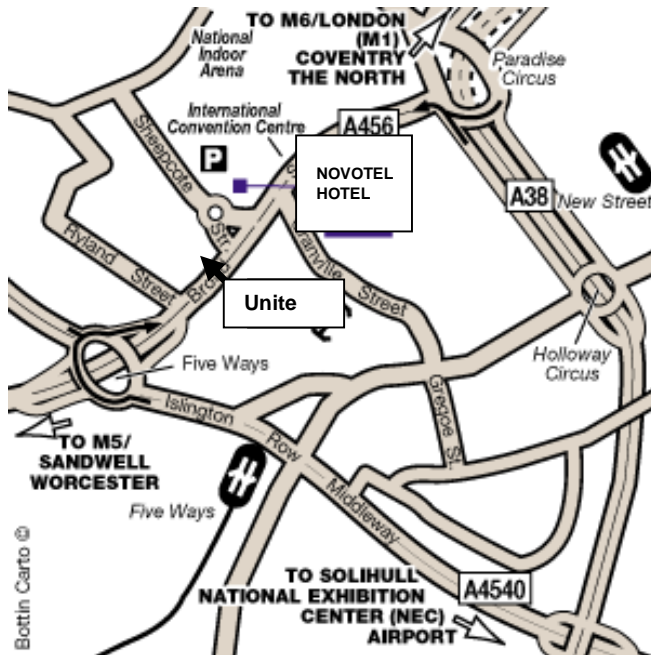 TO M6/LONDON
(M1)
COVENTRY
THE NORTH
National
Indoor
Arena
Paradise
Circus
International
Convention Centre
A456
Sheepcote
Str.
P
NOVOTEL
HOTEL
A38
New Street
Ryland
Street
Unite
Street
Five Ways
Holloway
Circus
Islington
Row
Middleway
TO M5/
SANDWELL
WORCESTER
Five Ways
TO SOLIHULL
NATIONAL EXHIBITION
CENTER (NEC)
AIRPORT
A4540
Bottin Carto ©